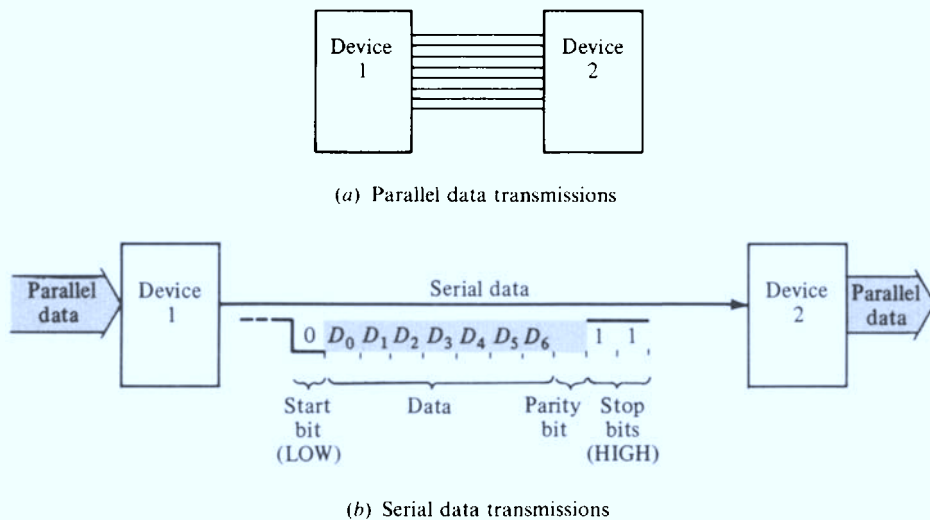 Device
1
Device
2
(a) Parallel data transmissions
Parallel
data
Device
1
Serial data
Device
2
Parallel
data
0 D0 D1 D2 D3 D4 D5 D6 1 1
Start
bit
(LOW)
Data
Parity
bit
Stop
bits
(HIGH)
(b) Serial data transmissions